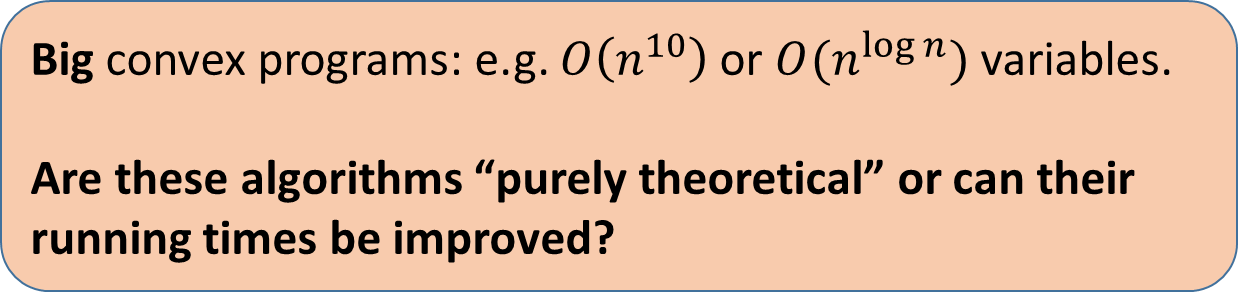 Big convex programs: e.g. O(n^10) or O(n^log n) variables.
Are these algorithms “purely theoretical” or can their
running times be improved?